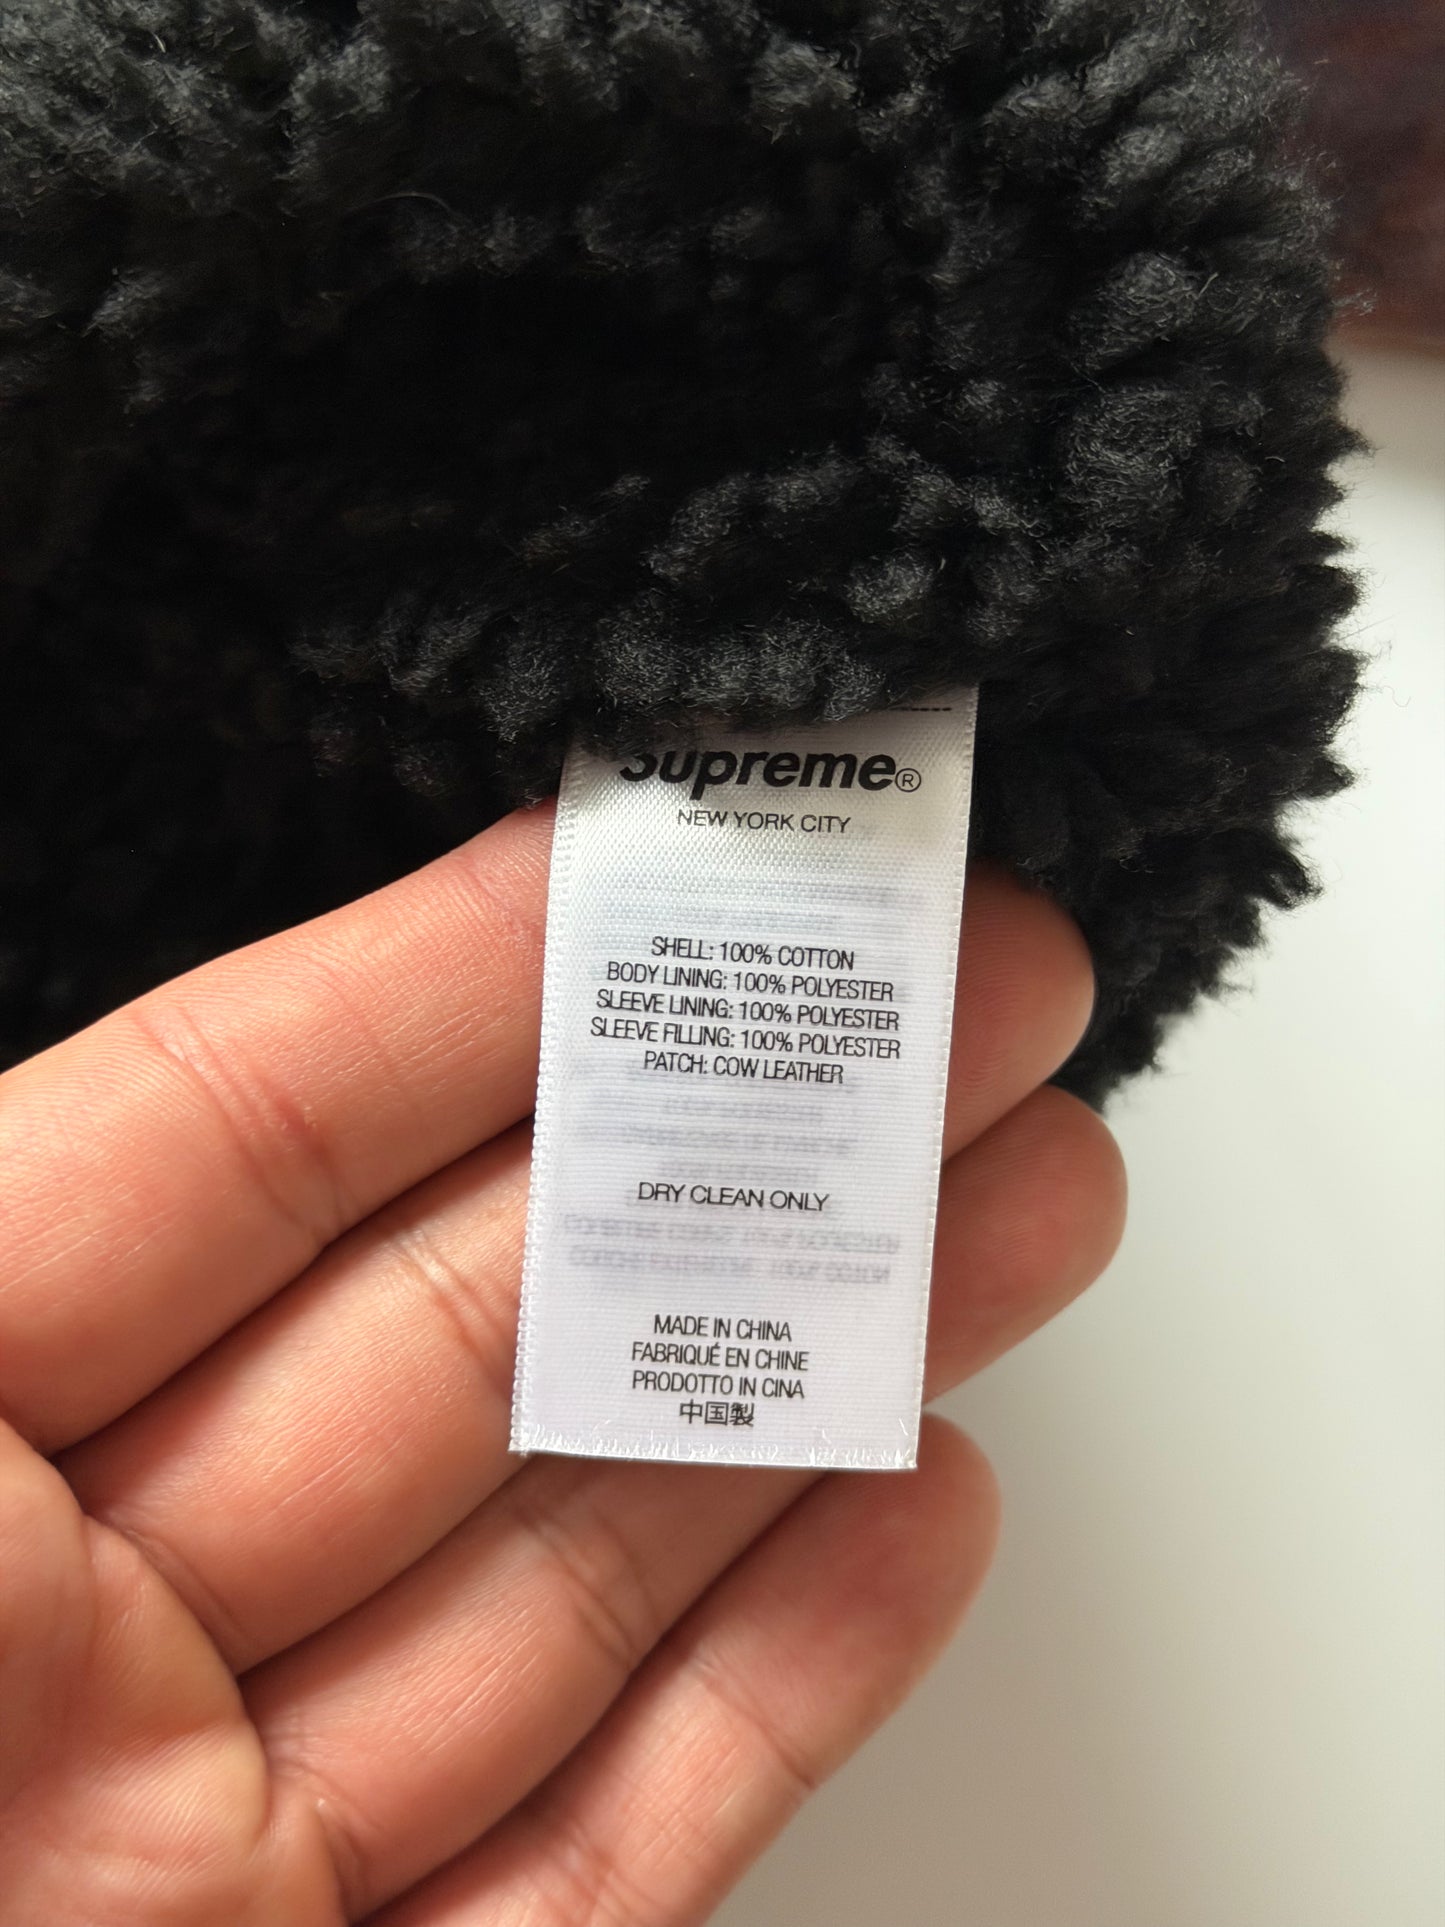 Supreme®
NEW YORK CITY
SHELL: 100% COTTON
BODY LINING: 100% POLYESTER
SLEEVE LINING: 100% POLYESTER
SLEEVE FILLING: 100% POLYESTER
PATCH: COW LEATHER
DRY CLEAN ONLY
MADE IN CHINA
FABRIQUÉ EN CHINE
PRODOTTO IN CINA
中国製